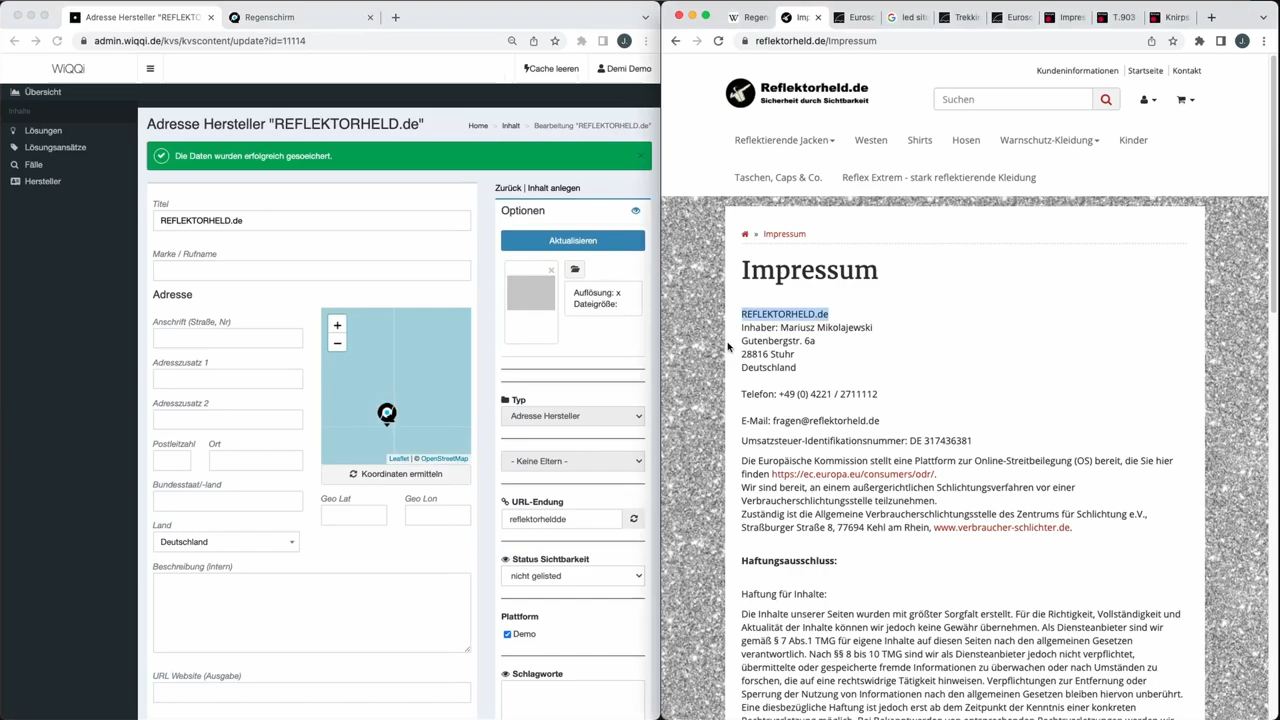 Adresse Hersteller "REFLEKTO
Regenschirm
admin.wiqqi.de/kvs/kvscontent/update?id=11114
WiQQi
Cache leeren
Demi Demo
Übersicht
Inhalte
Lösungen
Lösungsansätze
Fälle
Hersteller
Adresse Hersteller "REFLEKTORHELD.de"
Home > Inhalt > Bearbeitung "REFLEKTORHELD.de"
Die Daten wurden erfolgreich gesoeichert.
Titel
REFLEKTORHELD.de
Marke / Rufname
Adresse
Anschrift (Straße, Nr)
Adresszusatz 1
Adresszusatz 2
Postleitzahl
Ort
Bundesstaat/-land
Land
Deutschland
Beschreibung (intern)
URL Website (Ausgabe)
+
−
Leaflet | © OpenStreetMap
Koordinaten ermitteln
Geo Lat
Geo Lon
Zurück | Inhalt anlegen
Optionen
Aktualisieren
Auflösung: x
Dateigröße:
Typ
Adresse Hersteller
- Keine Eltern -
URL-Endung
reflektorheldde
Status Sichtbarkeit
nicht gelisted
Plattform
Demo
Schlagworte
Regen
Imp
Eurosc
led site
Trekkin
Eurosc
Impres
T.903
Knirps
reflektorheld.de/Impressum
Kundeninformationen
Startseite
Kontakt
Reflektorheld.de
Sicherheit durch Sichtbarkeit
Suchen
Reflektierende Jacken
Westen
Shirts
Hosen
Warnschutz-Kleidung
Kinder
Taschen, Caps & Co.
Reflex Extrem - stark reflektierende Kleidung
» Impressum
Impressum
REFLEKTORHELD.de
Inhaber: Mariusz Mikolajewski
Gutenbergstr. 6a
28816 Stuhr
Deutschland
Telefon: +49 (0) 4221 / 2711112
E-Mail: fragen@reflektorheld.de
Umsatzsteuer-Identifikationsnummer: DE 317436381
Die Europäische Kommission stellt eine Plattform zur Online-Streitbeilegung (OS) bereit, die Sie hier
finden https://ec.europa.eu/consumers/odr/.
Wir sind bereit, an einem außergerichtlichen Schlichtungsverfahren vor einer
Verbraucherschlichtungsstelle teilzunehmen.
Zuständig ist die Allgemeine Verbraucherschlichtungsstelle des Zentrums für Schlichtung e.V.,
Straßburger Straße 8, 77694 Kehl am Rhein, www.verbraucher-schlichter.de.
Haftungsausschluss:
Haftung für Inhalte:
Die Inhalte unserer Seiten wurden mit größter Sorgfalt erstellt. Für die Richtigkeit, Vollständigkeit und
Aktualität der Inhalte können wir jedoch keine Gewähr übernehmen. Als Diensteanbieter sind wir
gemäß § 7 Abs.1 TMG für eigene Inhalte auf diesen Seiten nach den allgemeinen Gesetzen
verantwortlich. Nach §§ 8 bis 10 TMG sind wir als Diensteanbieter jedoch nicht verpflichtet,
übermittelte oder gespeicherte fremde Informationen zu überwachen oder nach Umständen zu
forschen, die auf eine rechtswidrige Tätigkeit hinweisen. Verpflichtungen zur Entfernung oder
Sperrung der Nutzung von Informationen nach den allgemeinen Gesetzen bleiben hiervon unberührt.
Eine diesbezügliche Haftung ist jedoch erst ab dem Zeitpunkt der Kenntnis einer konkreten